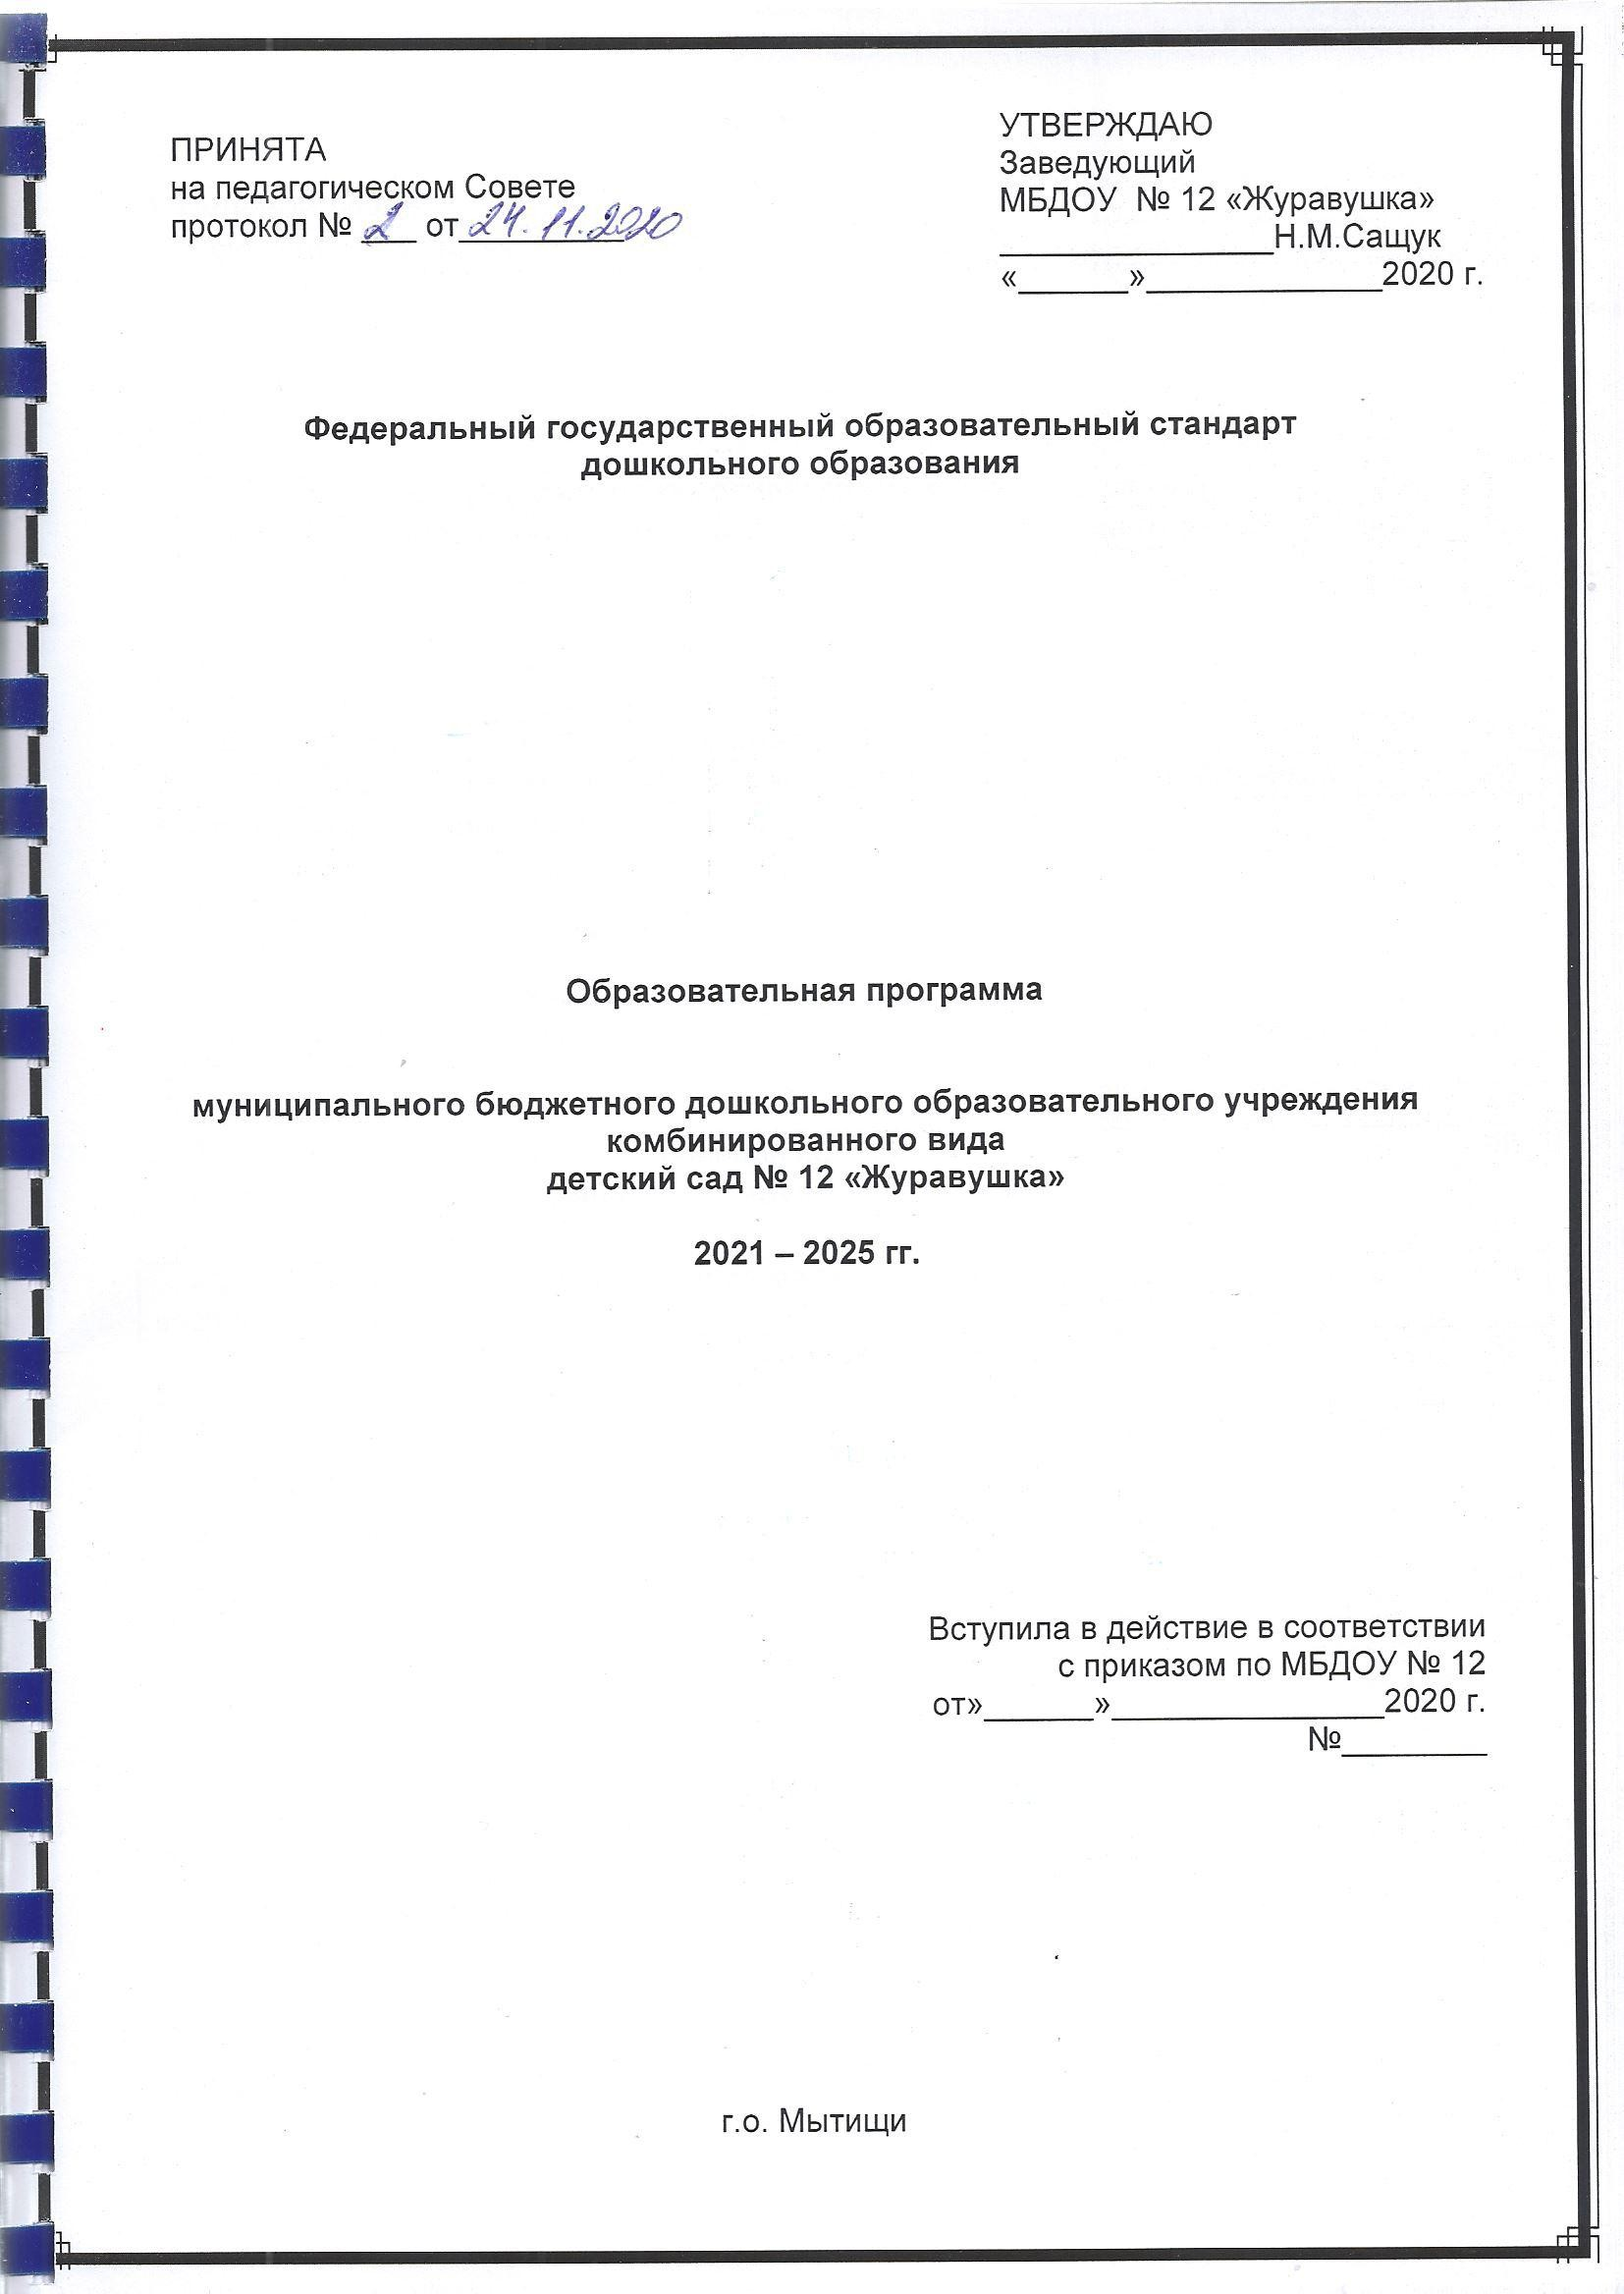 ПРИНЯТА
на педагогическом Совете
протокол № 2 от 24.11.2020
УТВЕРЖДАЮ
Заведующий
МБДОУ № 12 «Журавушка»
_______________Н.М.Сащук
«______»_____________2020 г.
Федеральный государственный образовательный стандарт
дошкольного образования
Образовательная программа
муниципального бюджетного дошкольного образовательного учреждения
комбинированного вида
детский сад № 12 «Журавушка»
2021 – 2025 гг.
Вступила в действие в соответствии
с приказом по МБДОУ № 12
от»______»_______________2020 г.
№________
г.о. Мытищи